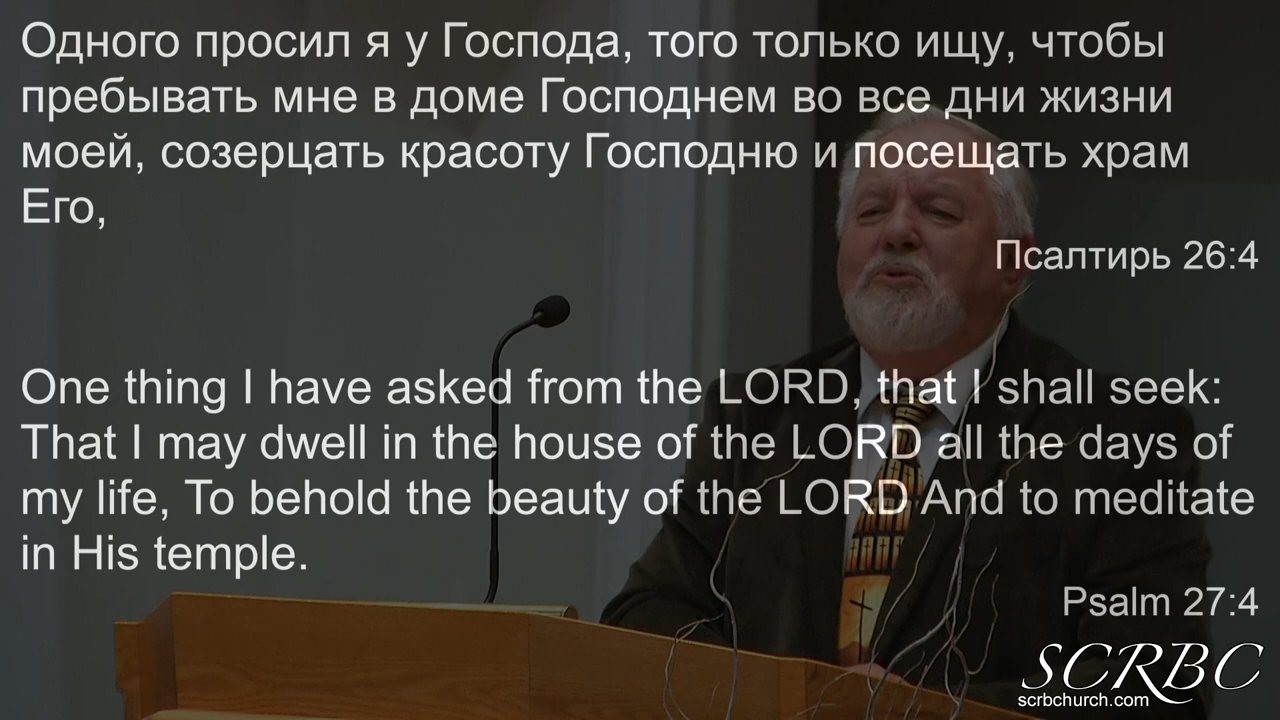 Одного просил я у Господа, того только ищу, чтобы
пребывать мне в доме Господнем во все дни жизни
моей, созерцать красоту Господню и посещать храм
Его,
Псалтирь 26:4
One thing I have asked from the LORD, that I shall seek:
That I may dwell in the house of the LORD all the days of
my life, To behold the beauty of the LORD And to meditate
in His temple.
Psalm 27:4
SCRBC
scrbchurch.com